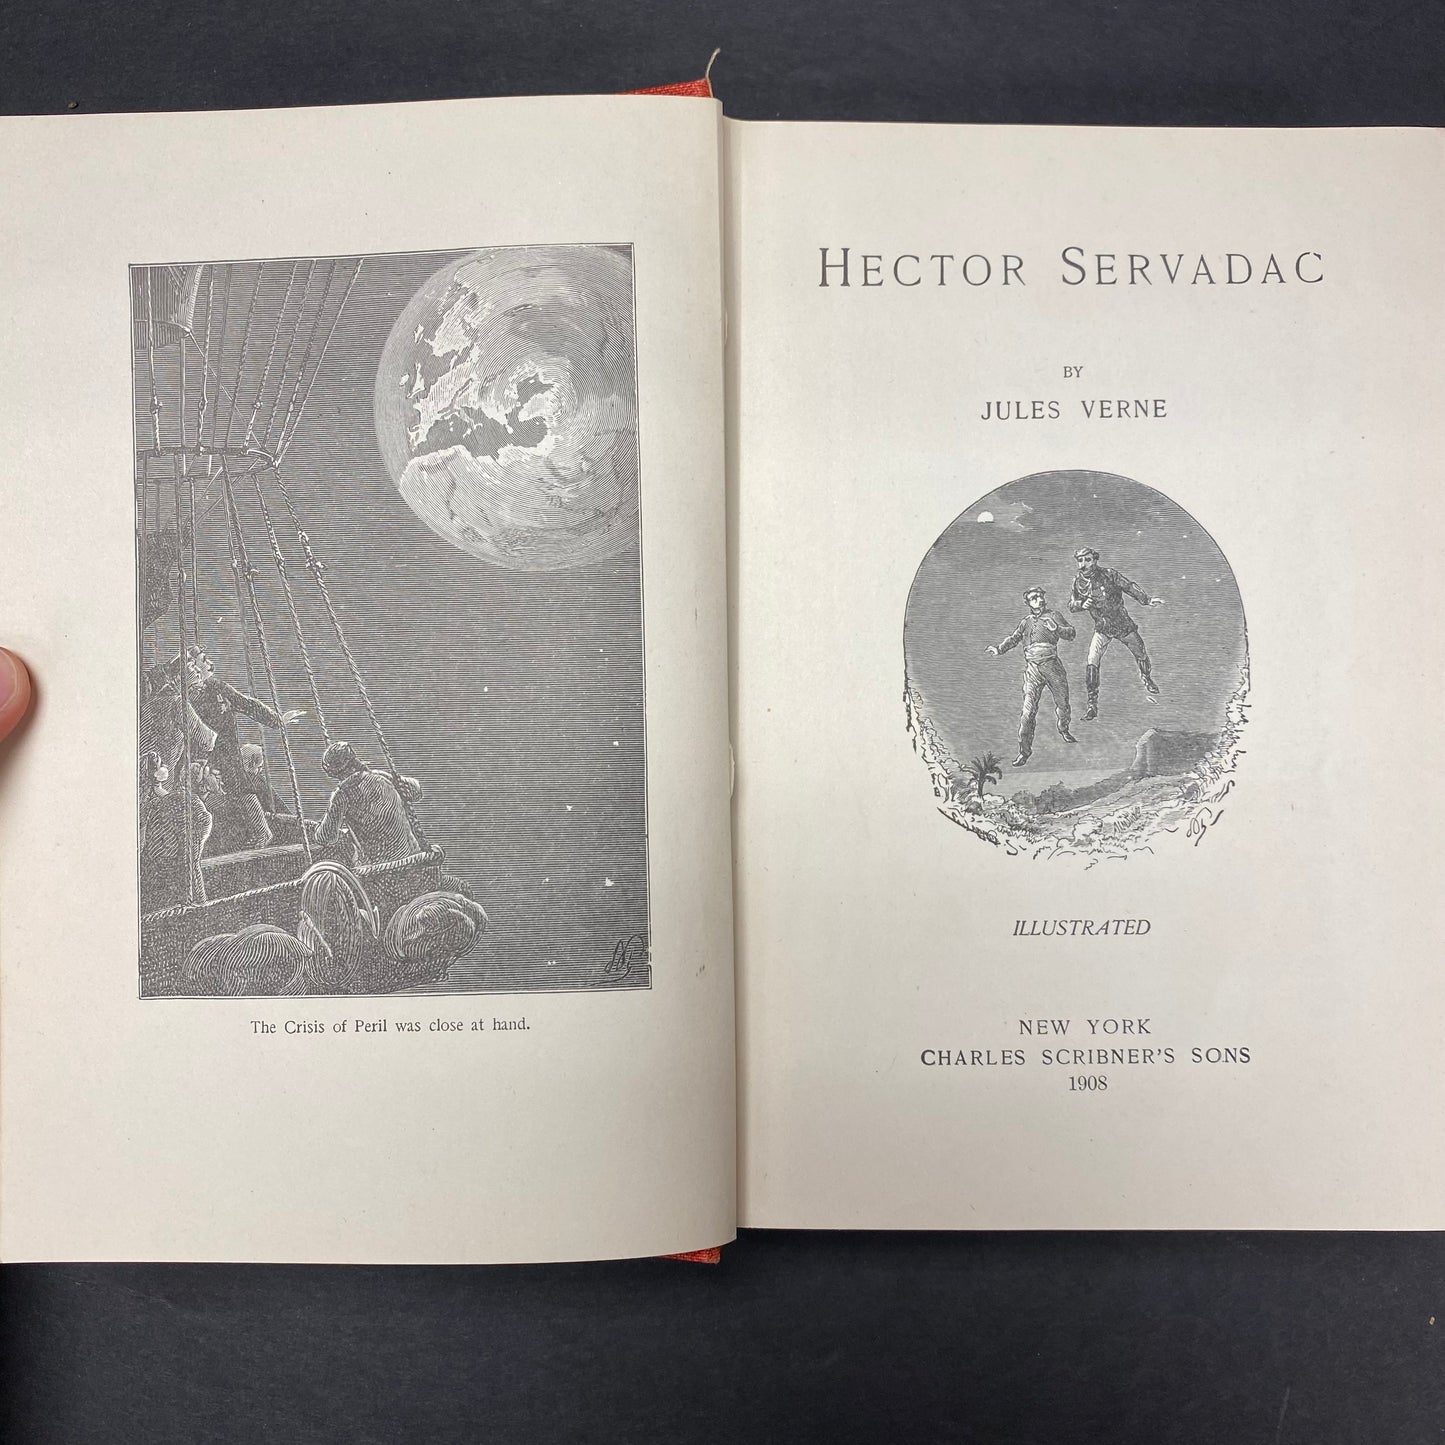 The Crisis of Peril was close at hand.
HECTOR SERVADAC
BY
JULES VERNE
ILLUSTRATED
NEW YORK
CHARLES SCRIBNER'S SONS
1908